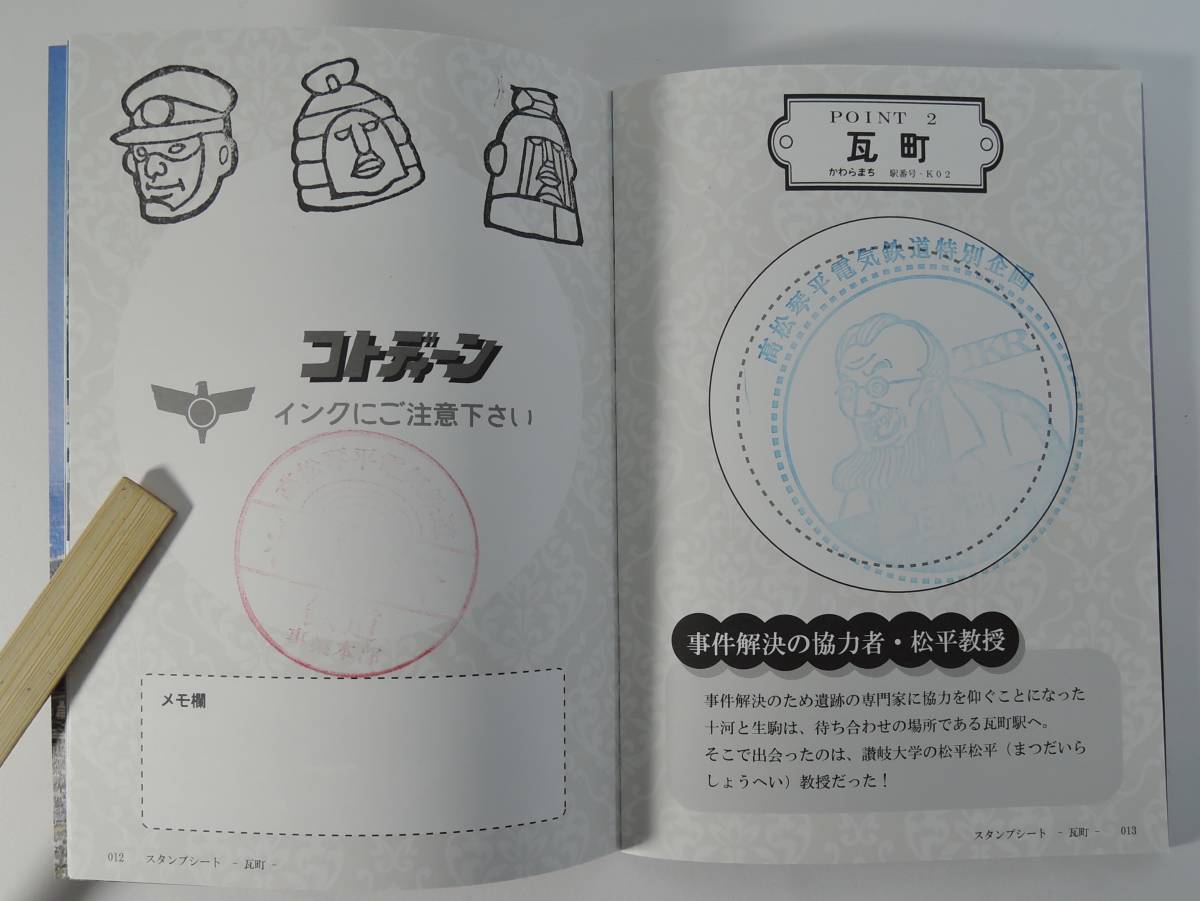 コトディーン
インクにご注意下さい
メモ欄
012 スタンプシート - 瓦町 -
POINT 2
瓦町
かわらまち 駅番号・K02
高松琴平電気鉄道特別企画
JKR
事件解決の協力者・松平教授
事件解決のため遺跡の専門家に協力を仰ぐことになった
十河と生駒は、待ち合わせの場所である瓦町駅へ。
そこで出会ったのは、讃岐大学の松平松平（まつだいら
しょうへい）教授だった！
スタンプシート - 瓦町 - 013